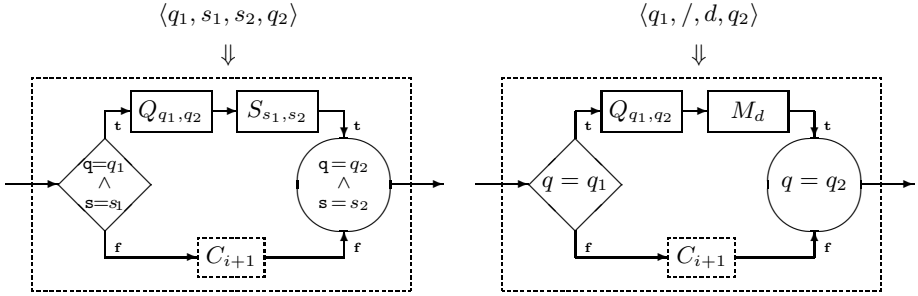 ⟨q₁, s₁, s₂, q₂⟩
⇓
Q_{q₁,q₂} S_{s₁,s₂}
t t
q=q₁
∧
s=s₁
q=q₂
∧
s=s₂
f f
C_{i+1}
⟨q₁, /, d, q₂⟩
⇓
Q_{q₁,q₂} M_d
t t
q = q₁ q = q₂
f f
C_{i+1}